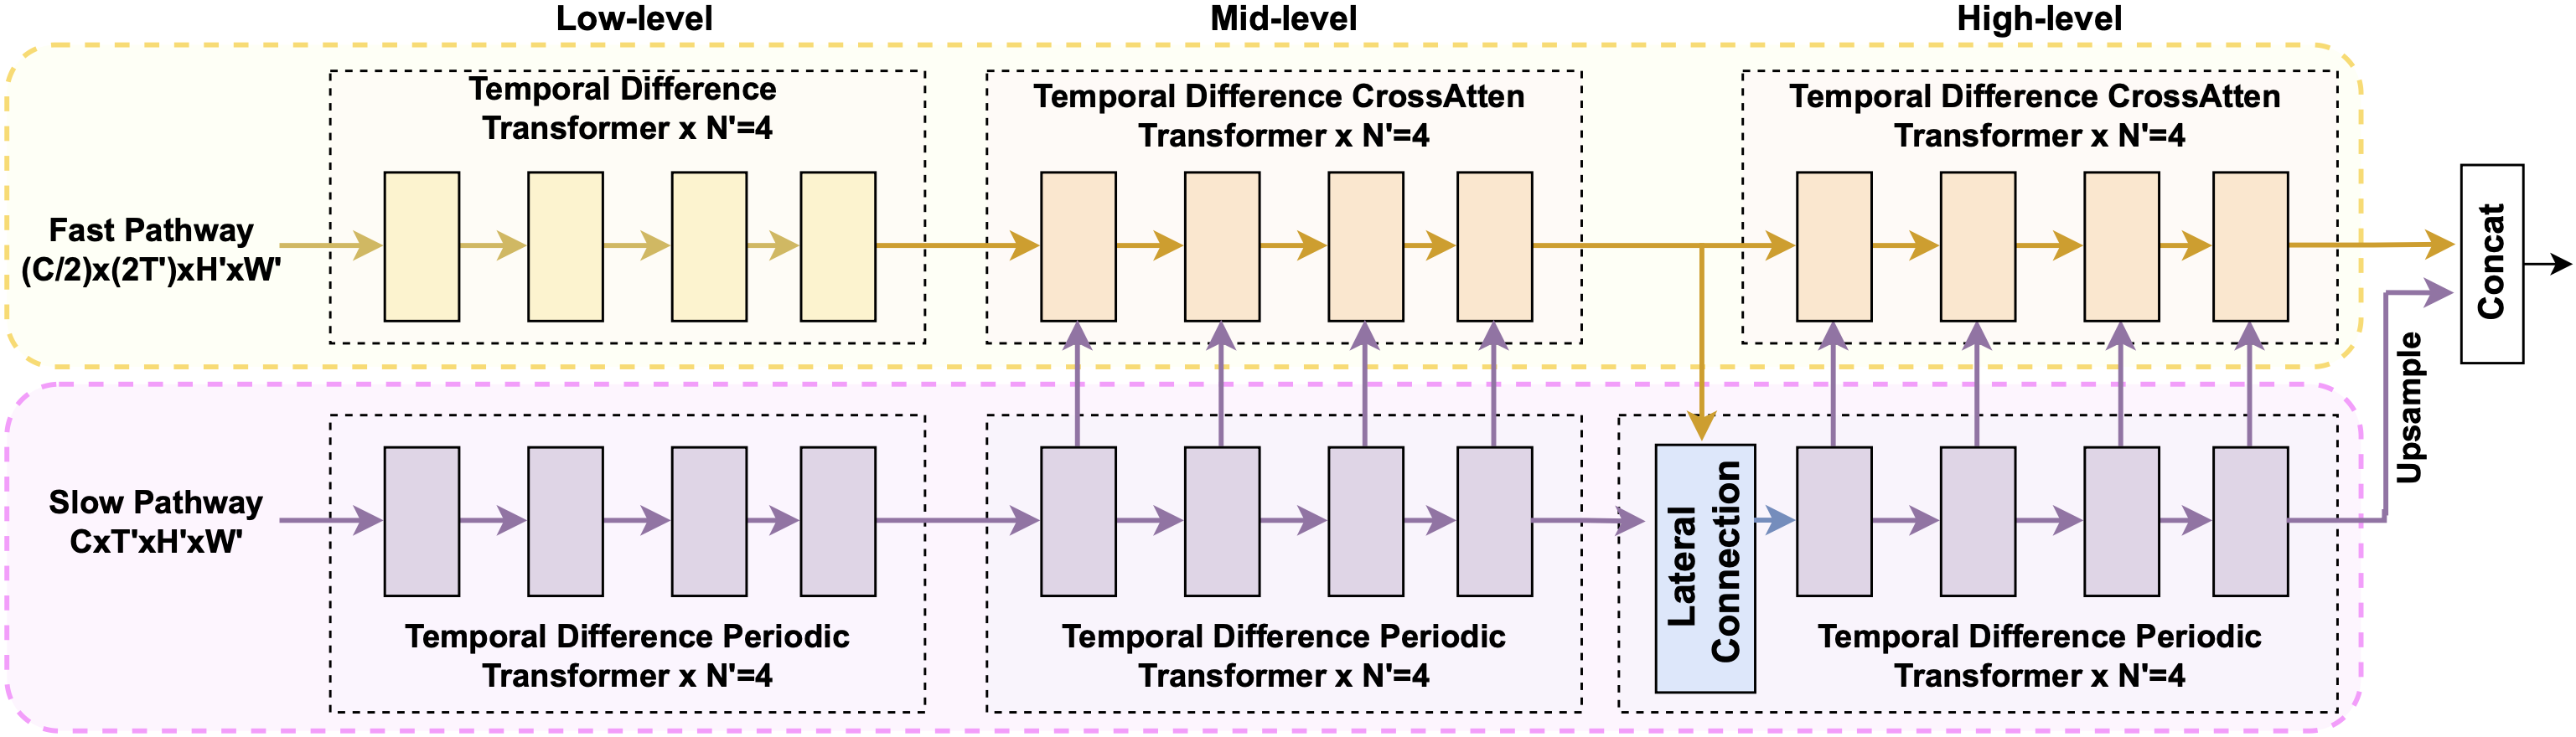 Low-level
Mid-level
High-level
Temporal Difference
Transformer x N'=4
Temporal Difference CrossAtten
Transformer x N'=4
Temporal Difference CrossAtten
Transformer x N'=4
Fast Pathway
(C/2)x(2T')xH'xW'
Concat
Upsample
Slow Pathway
CxT'xH'xW'
Lateral
Connection
Temporal Difference Periodic
Transformer x N'=4
Temporal Difference Periodic
Transformer x N'=4
Temporal Difference Periodic
Transformer x N'=4